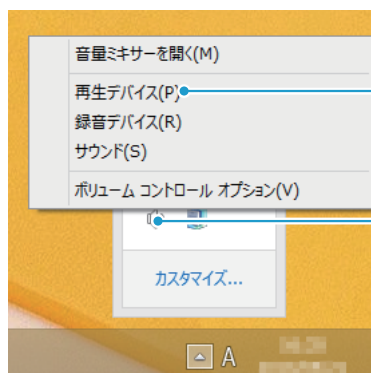 音量ミキサーを開く(M)
再生デバイス(P)
録音デバイス(R)
サウンド(S)
ボリューム コントロール オプション(V)
カスタマイズ...
A